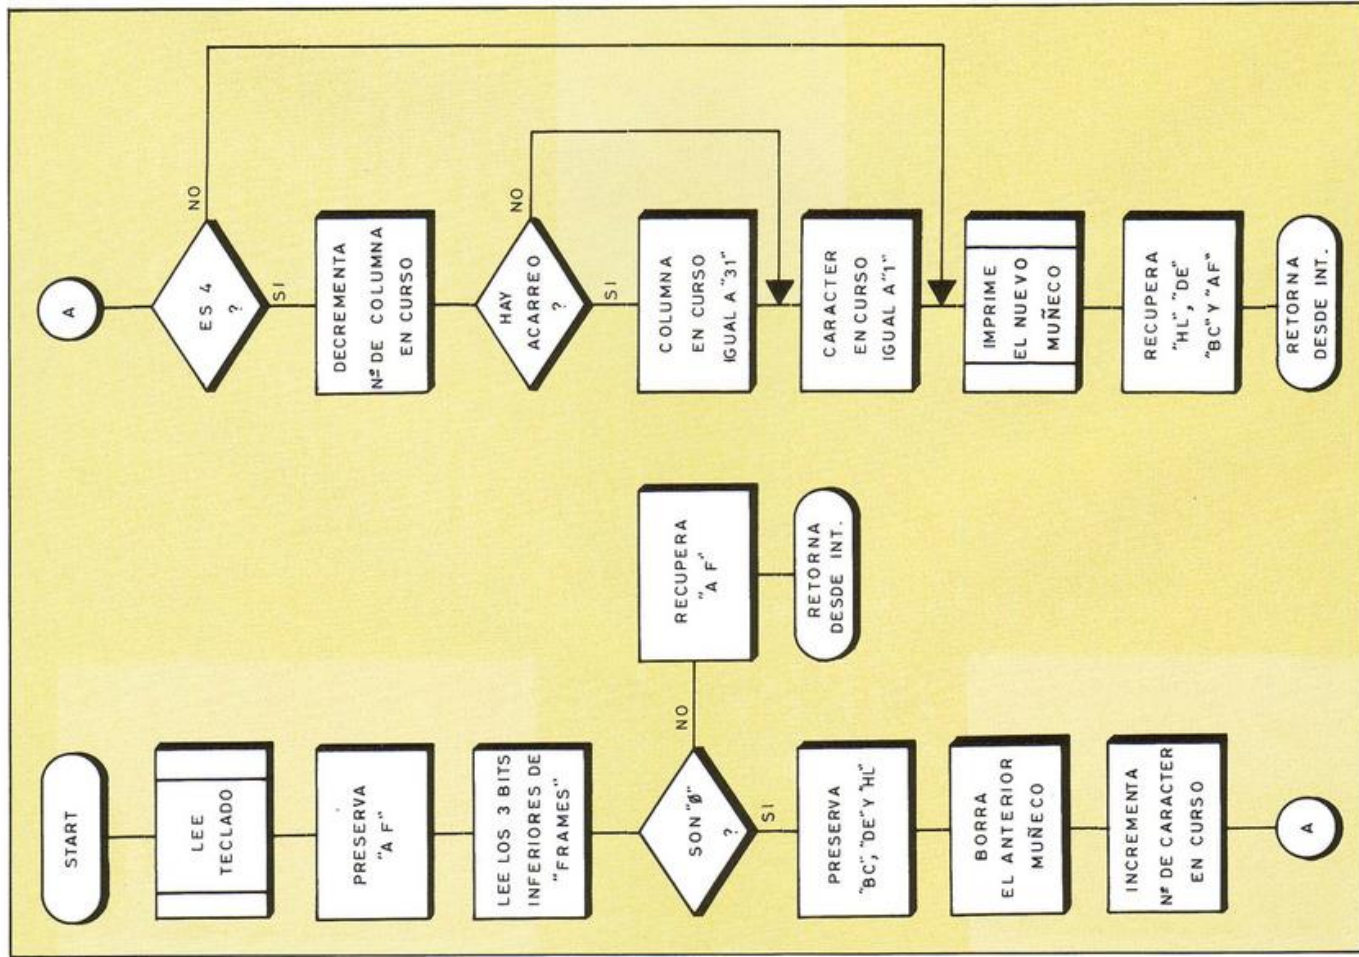 START
LEE
TECLADO
PRESERVA
"A F"
LEE LOS 3 BITS
INFERIORES DE
"FRAMES"
SON "Ø"
?
NO
SI
RECUPERA
"A F"
RETORNA
DESDE INT.
PRESERVA
"BC", "DE" Y "HL"
BORRA
EL ANTERIOR
MUÑECO
INCREMENTA
Nº DE CARACTER
EN CURSO
A
A
ES 4
?
NO
SI
DECREMENTA
Nº DE COLUMNA
EN CURSO
HAY
ACARREO
?
NO
SI
COLUMNA
EN CURSO
IGUAL A "31"
CARACTER
EN CURSO
IGUAL A "1"
IMPRIME
EL NUEVO
MUÑECO
RECUPERA
"HL", "DE"
"BC" Y "AF"
RETORNA
DESDE INT.